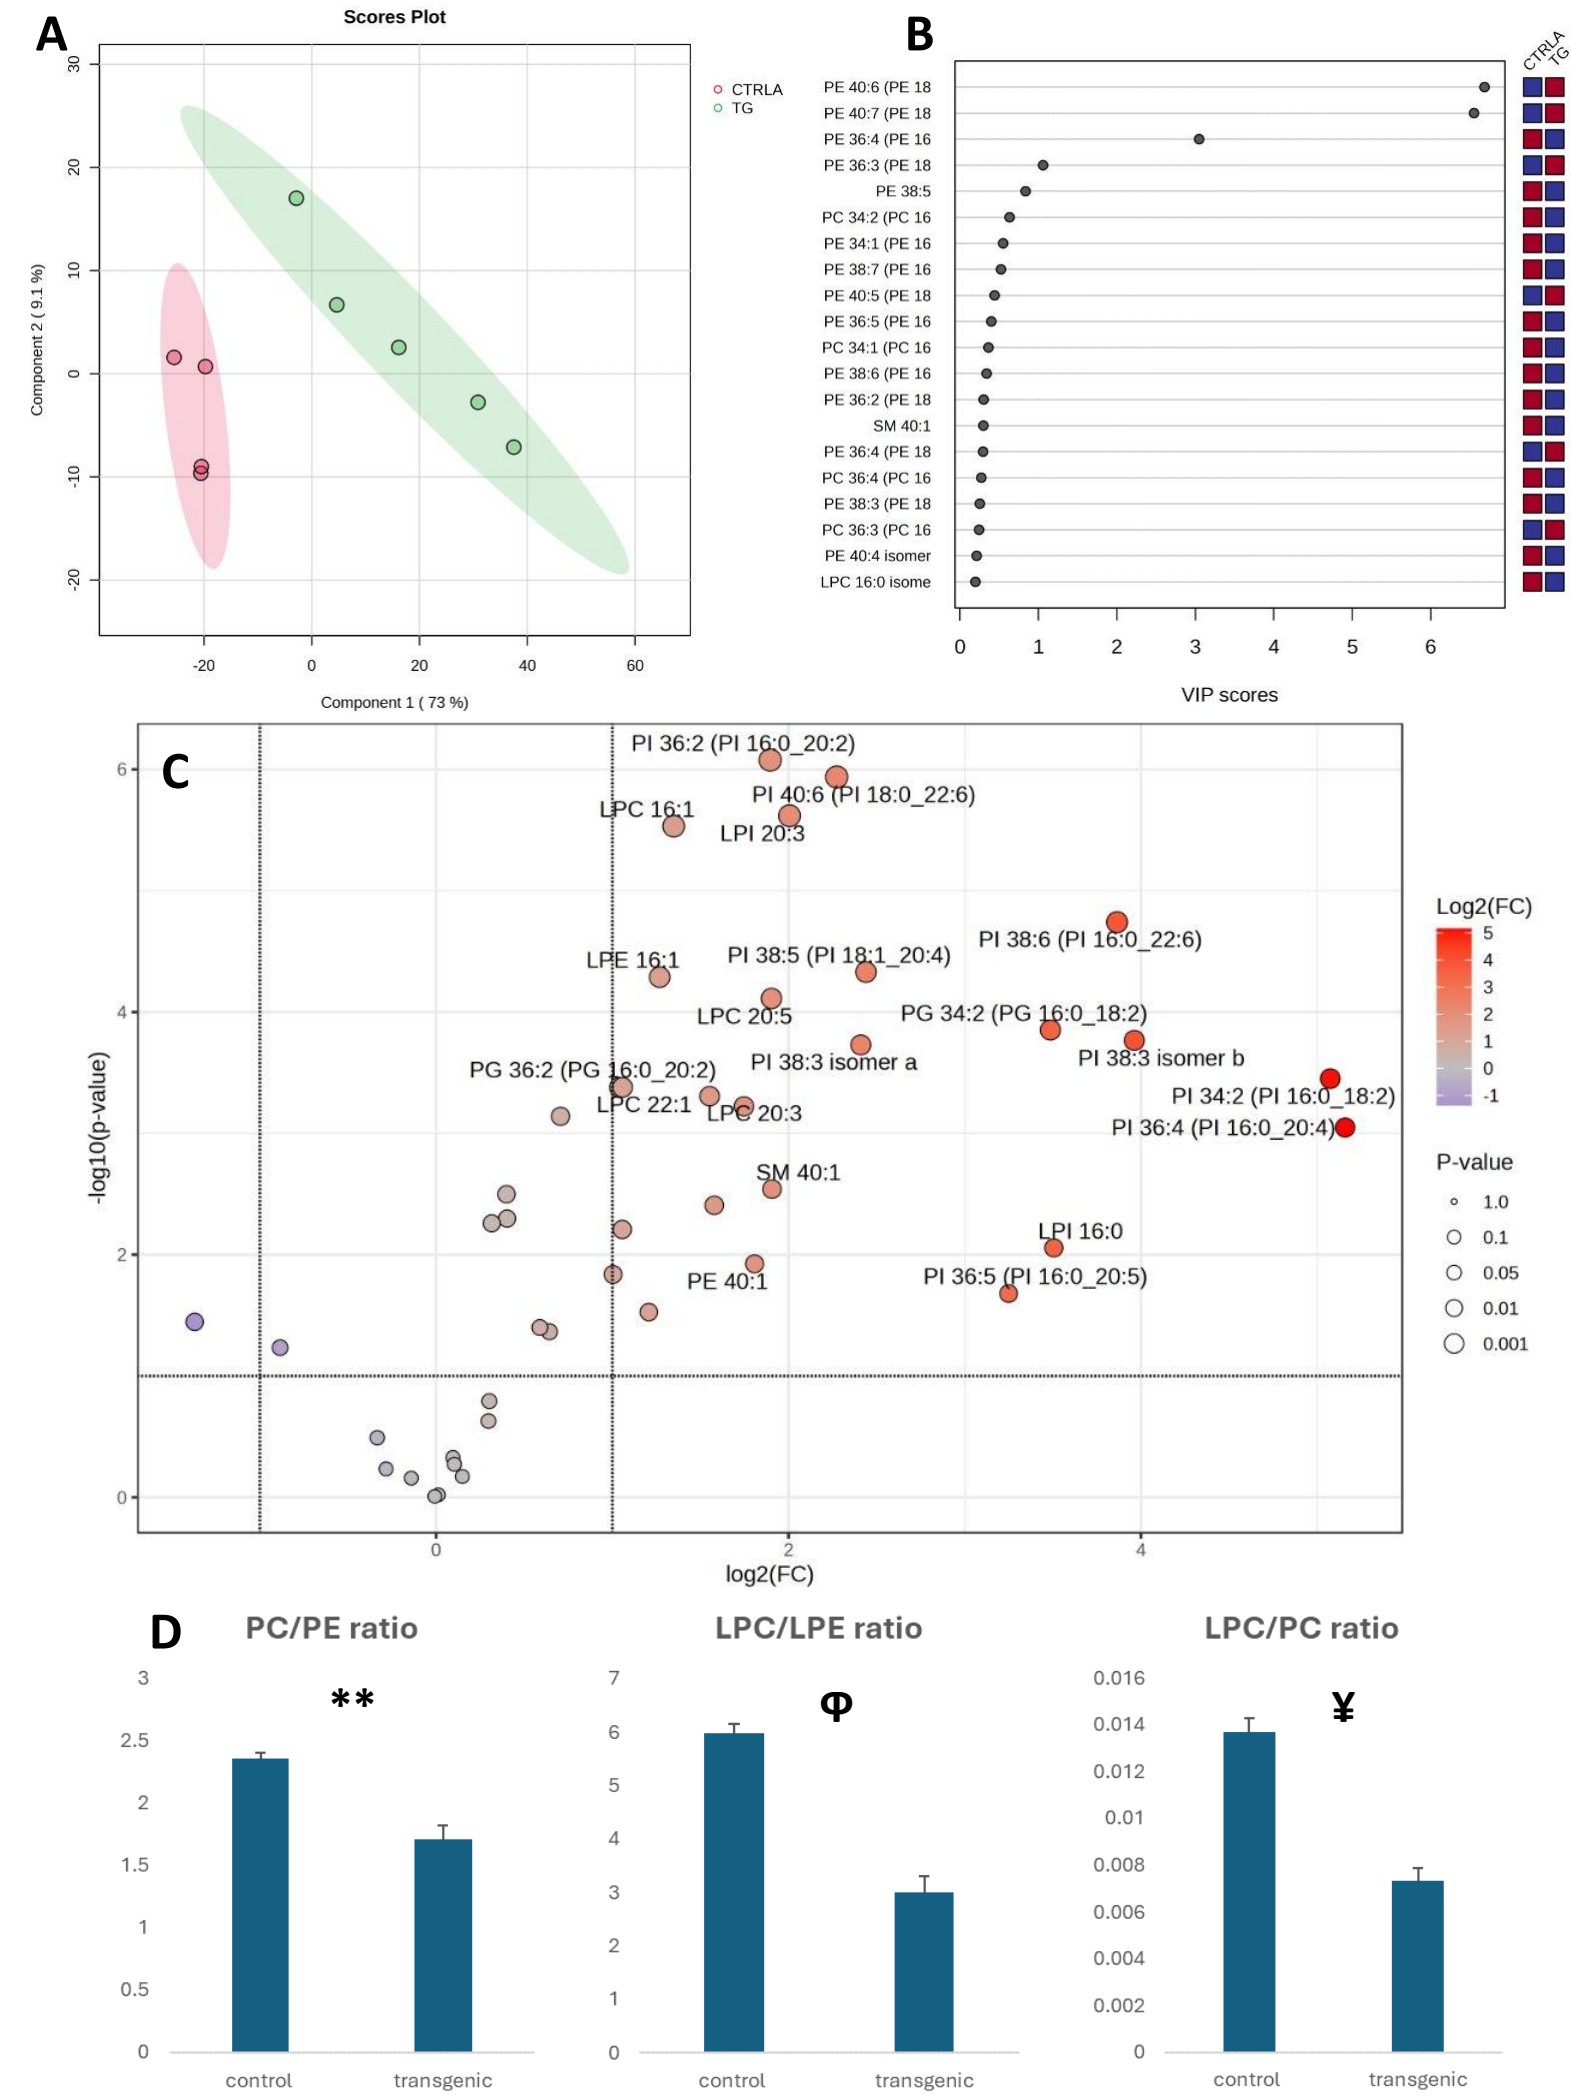 A
Scores Plot
30
20
10
0
-10
-20
Component 2 ( 9.1 %)
-20
0
20
40
60
Component 1 ( 73 %)
CTRLA
TG
B
CTRLA
TG
PE 40:6 (PE 18
PE 40:7 (PE 18
PE 36:4 (PE 16
PE 36:3 (PE 18
PE 38:5
PC 34:2 (PC 16
PE 34:1 (PE 16
PE 38:7 (PE 16
PE 40:5 (PE 18
PE 36:5 (PE 16
PC 34:1 (PC 16
PE 38:6 (PE 16
PE 36:2 (PE 18
SM 40:1
PE 36:4 (PE 18
PC 36:4 (PC 16
PE 38:3 (PE 18
PC 36:3 (PC 16
PE 40:4 isomer
LPC 16:0 isome
0
1
2
3
4
5
6
VIP scores
C
PI 36:2 (PI 16:0_20:2)
PI 40:6 (PI 18:0_22:6)
LPC 16:1
LPI 20:3
PI 38:6 (PI 16:0_22:6)
PI 38:5 (PI 18:1_20:4)
LPE 16:1
LPC 20:5
PG 34:2 (PG 16:0_18:2)
PI 38:3 isomer a
PI 38:3 isomer b
PG 36:2 (PG 16:0_20:2)
PI 34:2 (PI 16:0_18:2)
LPC 22:1
LPC 20:3
PI 36:4 (PI 16:0_20:4)
SM 40:1
LPI 16:0
PE 40:1
PI 36:5 (PI 16:0_20:5)
6
4
2
0
-log10(p-value)
0
2
4
log2(FC)
Log2(FC)
5
4
3
2
1
0
-1
P-value
1.0
0.1
0.05
0.01
0.001
D
PC/PE ratio
**
3
2.5
2
1.5
1
0.5
0
control
transgenic
LPC/LPE ratio
φ
7
6
5
4
3
2
1
0
control
transgenic
LPC/PC ratio
¥
0.016
0.014
0.012
0.01
0.008
0.006
0.004
0.002
0
control
transgenic